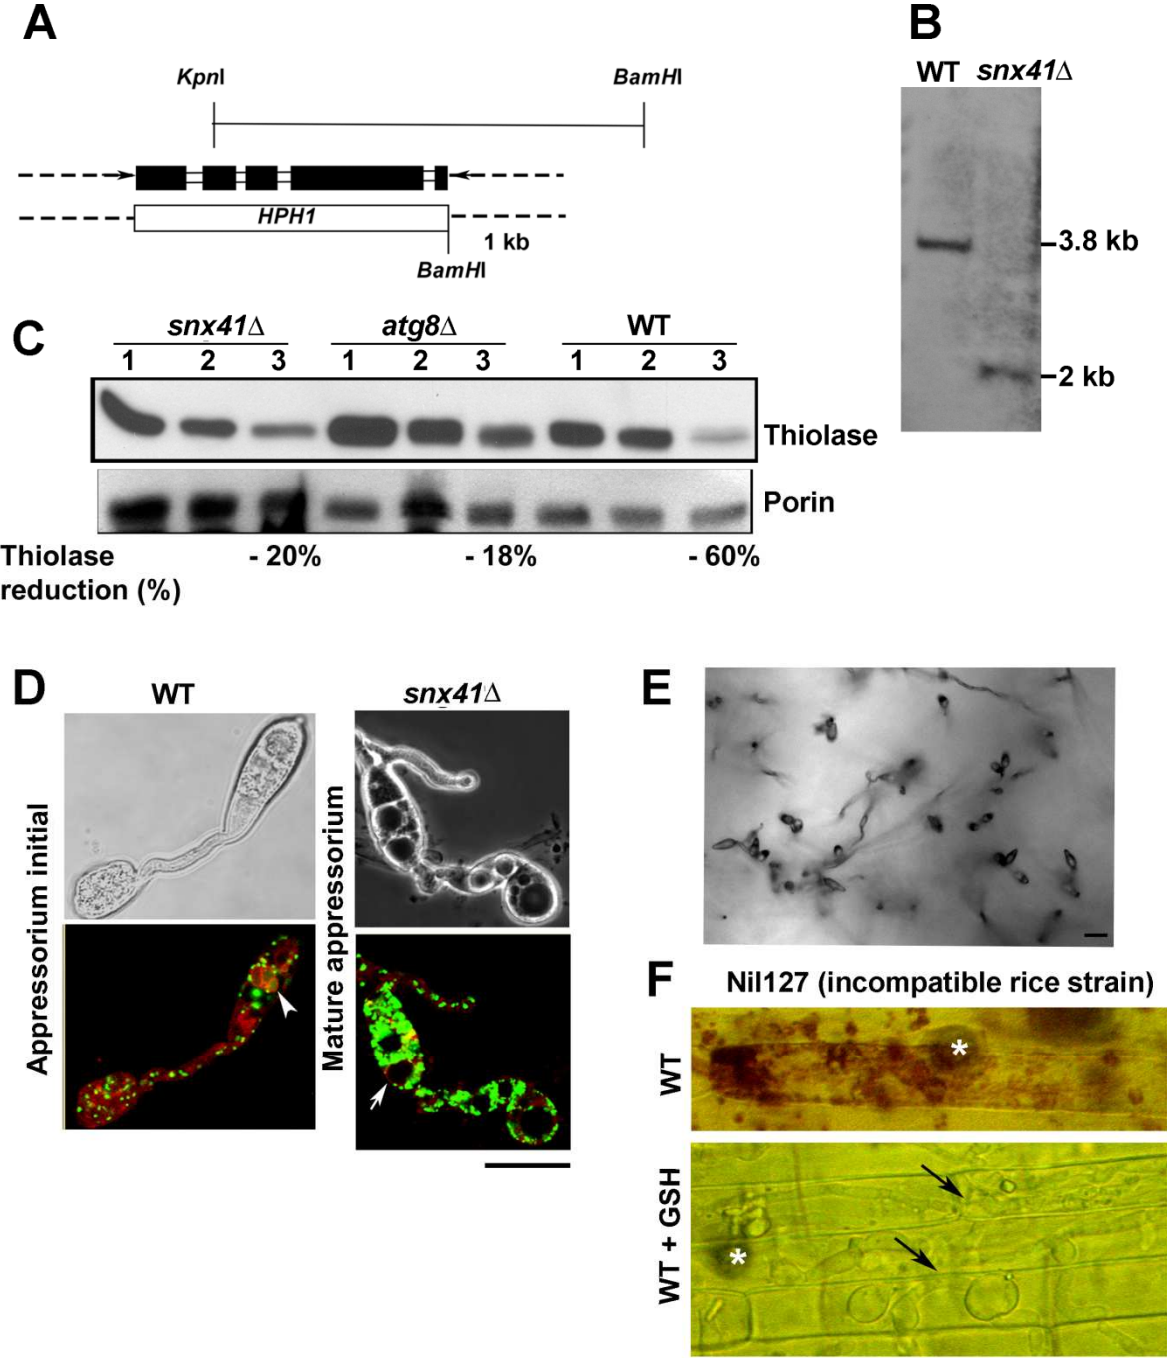 A
KpnI
BamHI
HPH1
1 kb
BamHI
B
WT snx41Δ
3.8 kb
2 kb
C
snx41Δ atg8Δ WT
1 2 3 1 2 3 1 2 3
Thiolase
Porin
Thiolase
reduction (%)
- 20% - 18% - 60%
D
WT snx41Δ
Appressorium initial
Mature appressorium
E
F
Nil127 (incompatible rice strain)
WT
*
WT + GSH
*